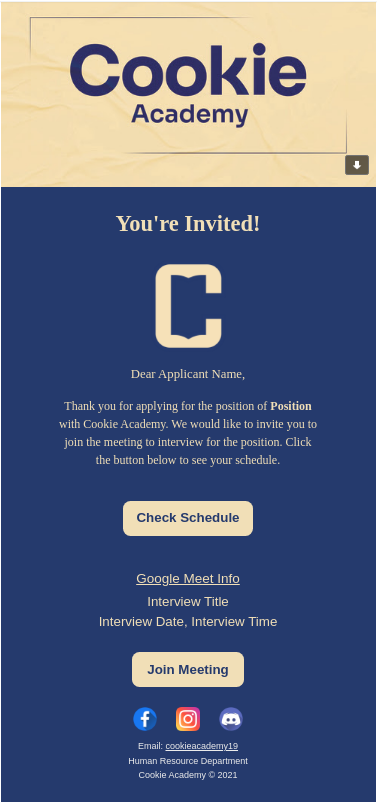 Cookie
Academy
You're Invited!
Dear Applicant Name,
Thank you for applying for the position of Position
with Cookie Academy. We would like to invite you to
join the meeting to interview for the position. Click
the button below to see your schedule.
Check Schedule
Google Meet Info
Interview Title
Interview Date, Interview Time
Join Meeting
Email: cookieacademy19
Human Resource Department
Cookie Academy © 2021